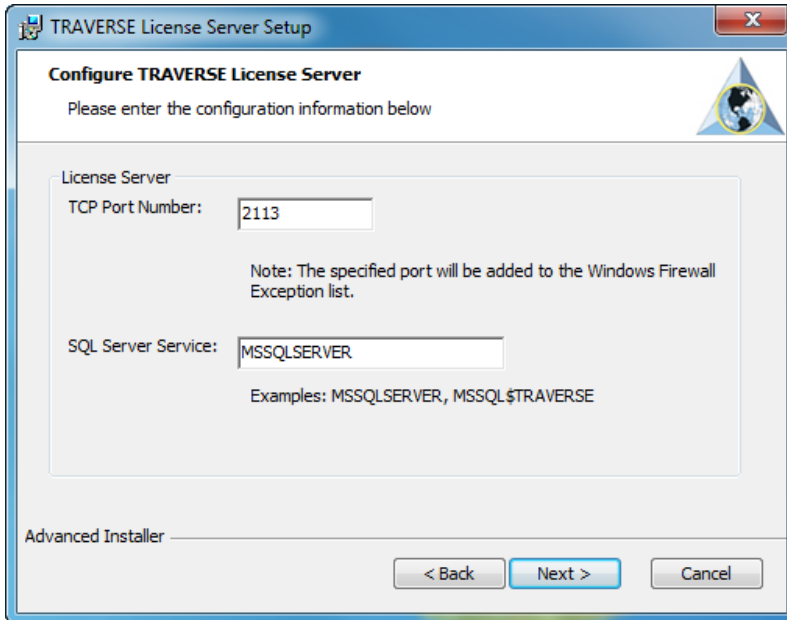 TRAVERSE License Server Setup
Configure TRAVERSE License Server
Please enter the configuration information below
License Server
TCP Port Number:
2113
Note: The specified port will be added to the Windows Firewall
Exception list.
SQL Server Service:
MSSQLSERVER
Examples: MSSQLSERVER, MSSQL$TRAVERSE
Advanced Installer
< Back
Next >
Cancel